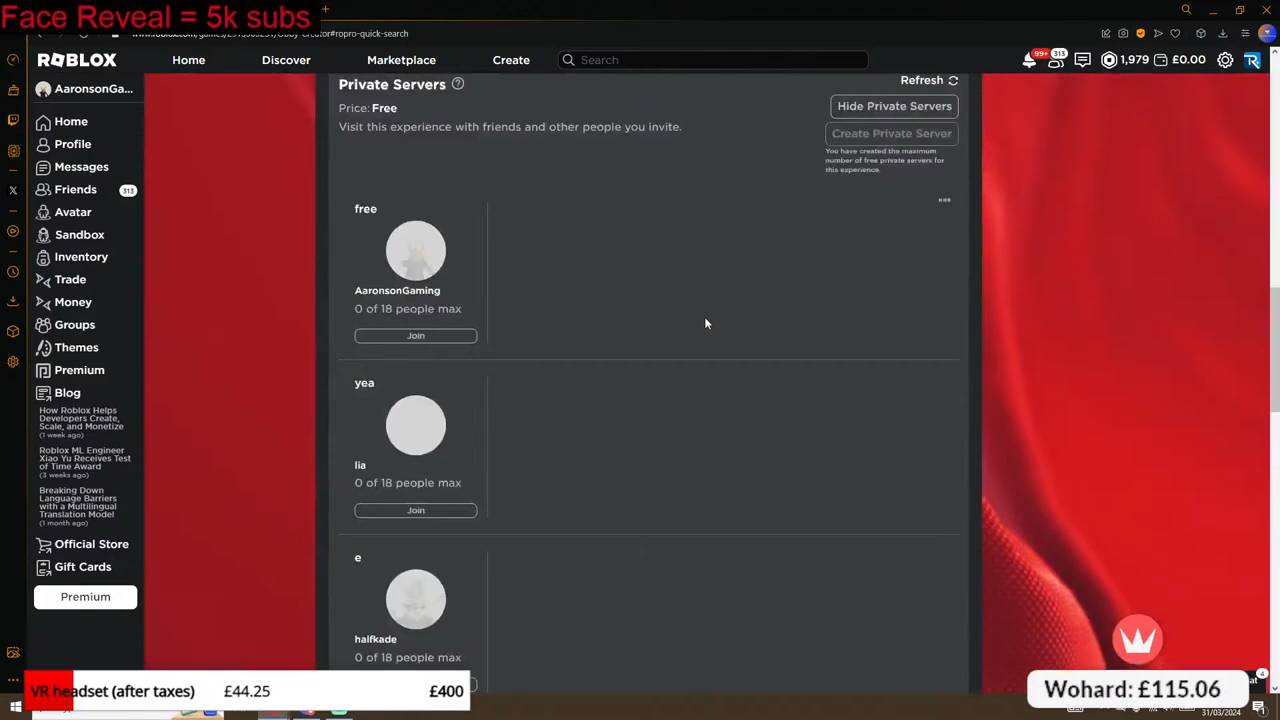 Face Reveal = 5k subs
ROBLOX
Home
Discover
Marketplace
Create
Search
99+
313
1,979
£0.00
AaronsonGa...
Home
Profile
Messages
Friends
313
Avatar
Sandbox
Inventory
Trade
Money
Groups
Themes
Premium
Blog
How Roblox Helps
Developers Create,
Scale, and Monetize
(1 week ago)
Roblox ML Engineer
Xiao Yu Receives Test
of Time Award
(3 weeks ago)
Breaking Down
Language Barriers
with a Multilingual
Translation Model
(1 month ago)
Official Store
Gift Cards
Premium
Private Servers
Refresh
Price: Free
Hide Private Servers
Visit this experience with friends and other people you invite.
Create Private Server
You have created the maximum
number of free private servers for
this experience.
free
AaronsonGaming
0 of 18 people max
Join
yea
lia
0 of 18 people max
Join
e
halfkade
0 of 18 people max
VR headset (after taxes) £44.25 £400
Wohard: £115.06
4
31/03/2024